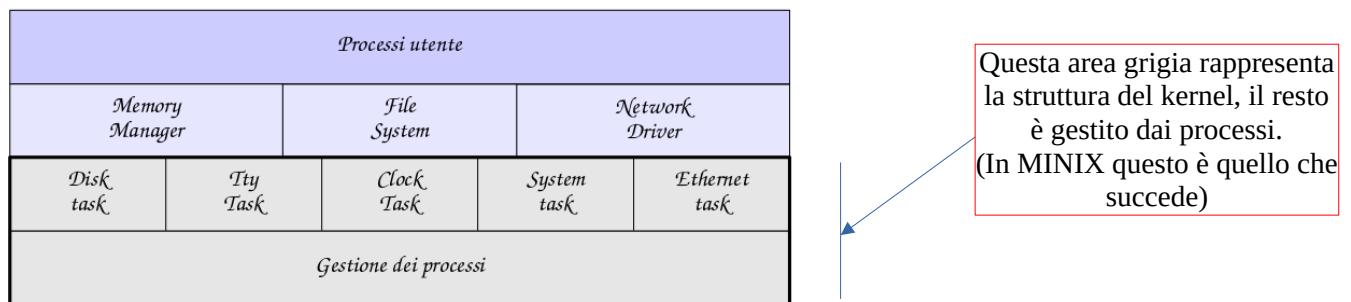 Processi utente
Memory
Manager
File
System
Network
Driver
Disk
task
Tty
Task
Clock
Task
System
task
Ethernet
task
Gestione dei processi
Questa area grigia rappresenta
la struttura del kernel, il resto
è gestito dai processi.
(In MINIX questo è quello che
succede)